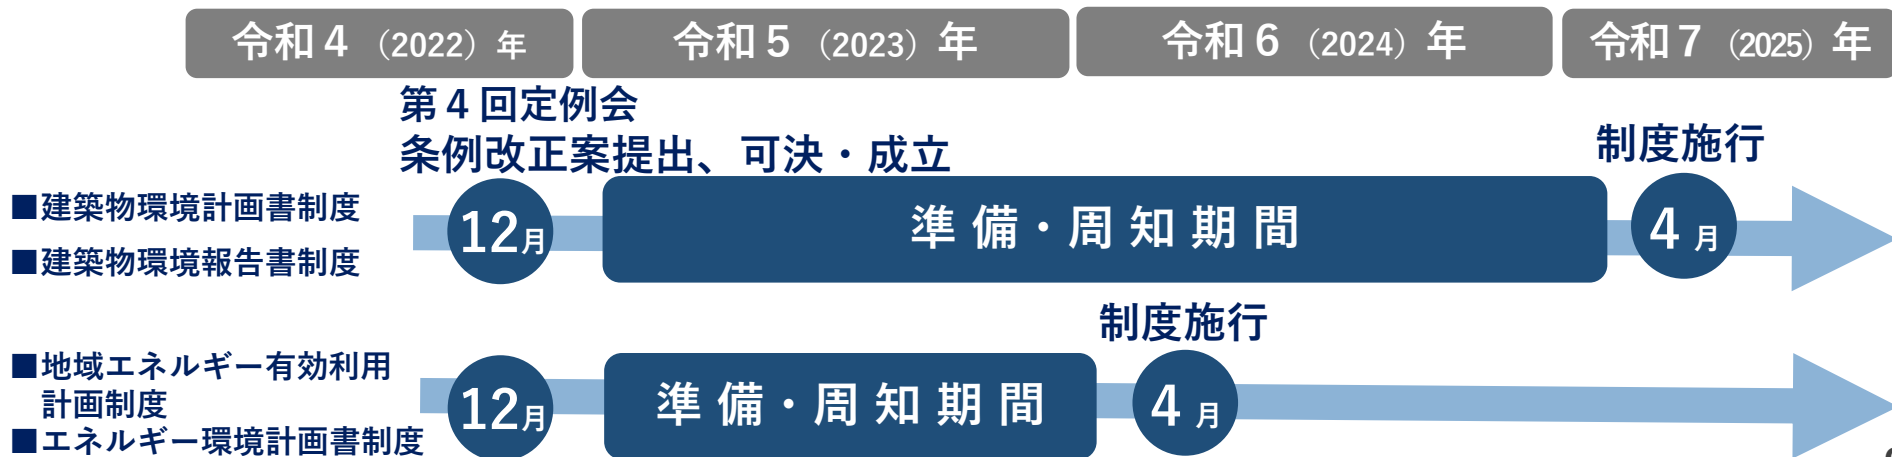 令和4（2022）年
令和5（2023）年
令和6（2024）年
令和7（2025）年
第4回定例会
条例改正案提出、可決・成立
制度施行
■建築物環境計画書制度
■建築物環境報告書制度
12月
準備・周知期間
4月
制度施行
■地域エネルギー有効利用
計画制度
■エネルギー環境計画書制度
12月
準備・周知期間
4月